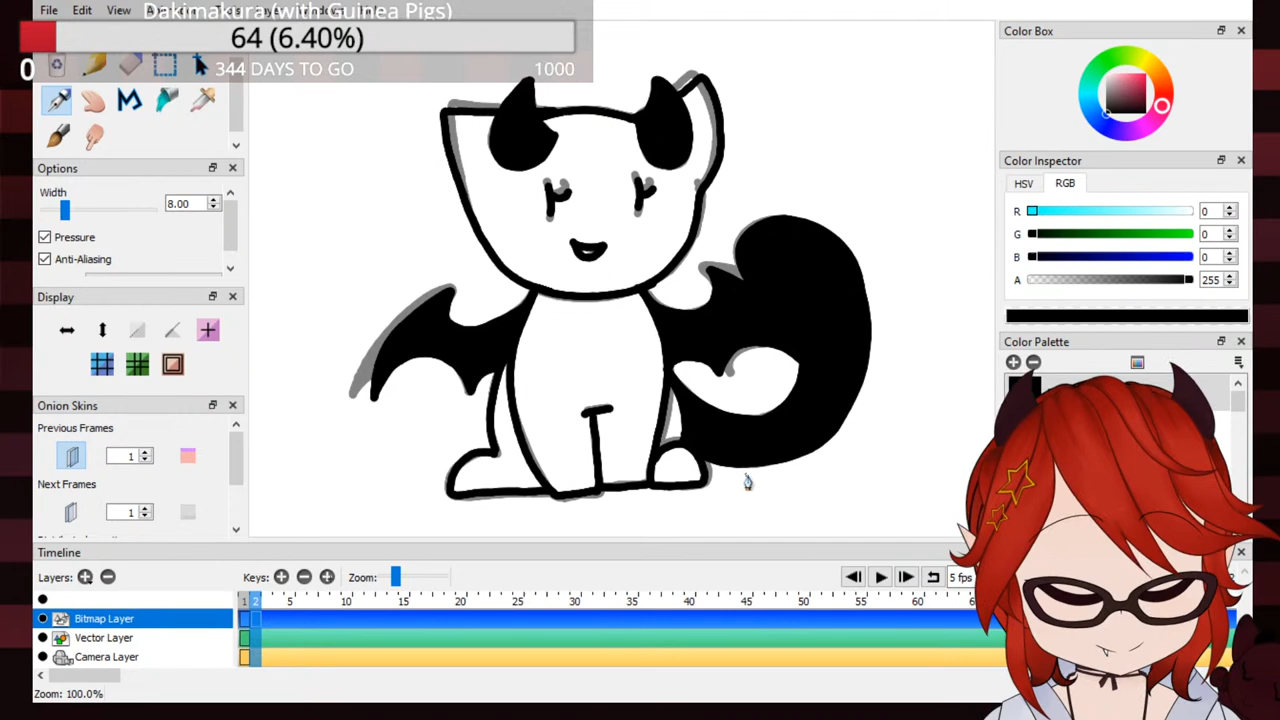 Dakimakura (with Guinea Pigs)
File Edit View
64 (6.40%)
0 344 DAYS TO GO 1000
Options
Width
8.00
Pressure
Anti-Aliasing
Display
Onion Skins
Previous Frames
1
Next Frames
1
Color Box
Color Inspector
HSV RGB
R 0
G 0
B 0
A 255
Color Palette
Timeline
Layers: Keys: Zoom: 5 fps
1 2 5 10 15 20 25 30 35 40 45 50 55 60
Bitmap Layer
Vector Layer
Camera Layer
Zoom: 100.0%